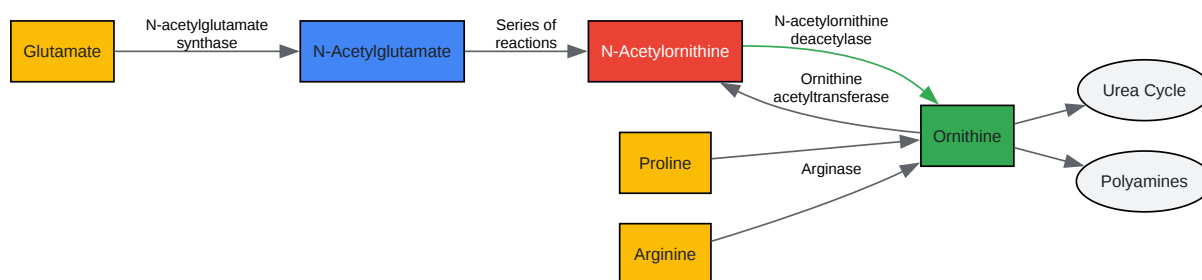 Glutamate
N-acetylglutamate
synthase
N-Acetylglutamate
Series of
reactions
N-Acetylornithine
N-acetylornithine
deacetylase
Ornithine
acetyltransferase
Proline
Arginase
Arginine
Ornithine
Urea Cycle
Polyamines